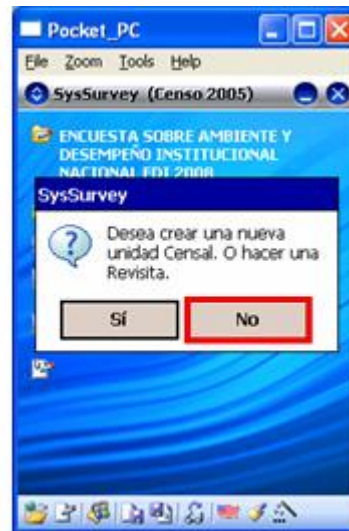 Pocket_PC
File Zoom Tools Help
SysSurvey (Censo 2005)
ENCUESTA SOBRE AMBIENTE Y
DESEMPEÑO INSTITUCIONAL
NACIONAL EDI 2008
SysSurvey
Desea crear una nueva
unidad Censal. O hacer una
Revisita.
Sí No